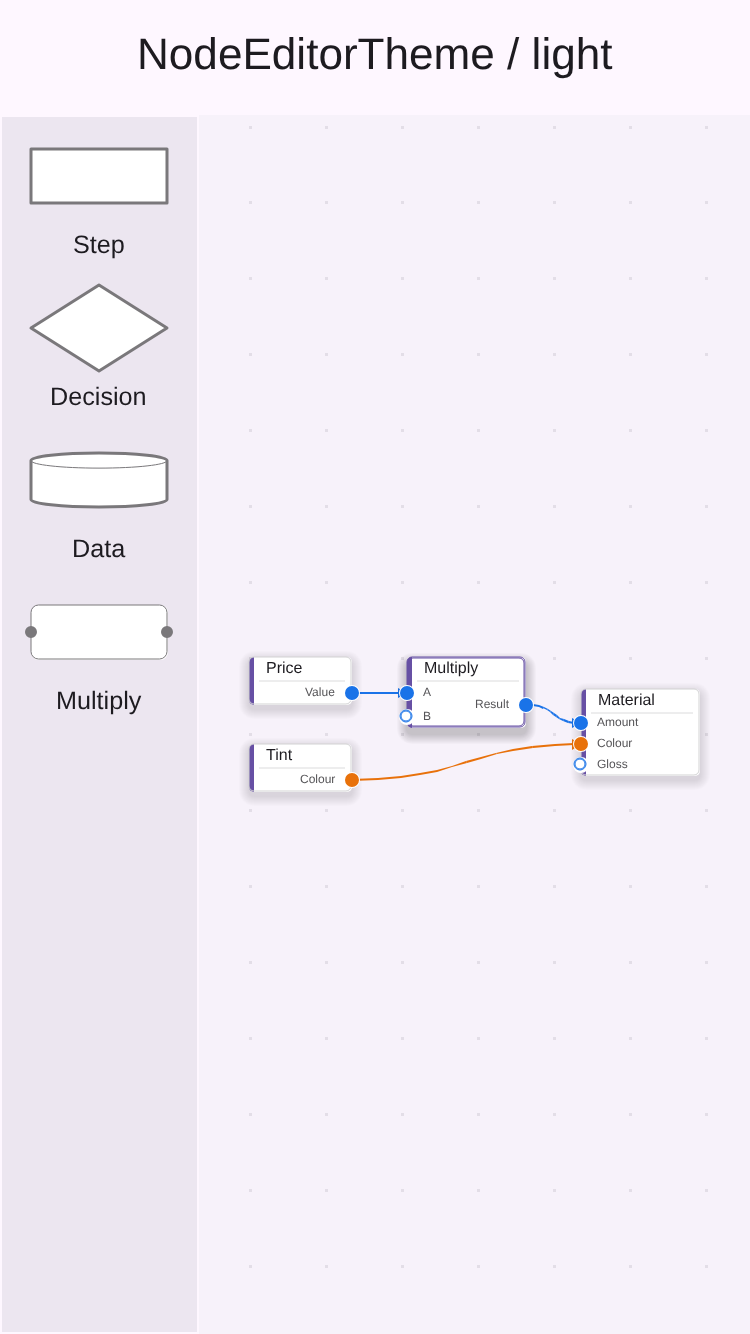 NodeEditorTheme / light
Step
Decision
Data
Multiply
Price
Value
Multiply
A
Result
B
Material
Amount
Colour
Gloss
Tint
Colour